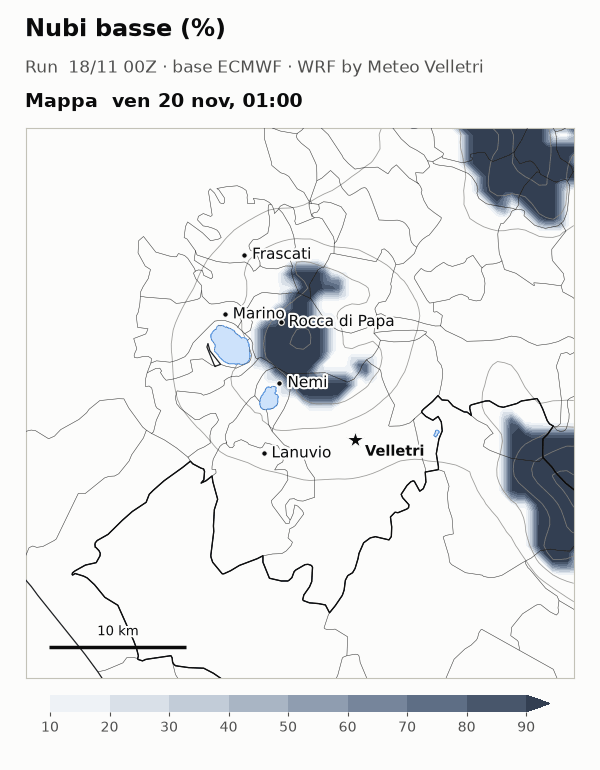 Nubi basse (%)
Run 18/11 00Z · base ECMWF · WRF by Meteo Velletri
Mappa ven 20 nov, 01:00
Frascati
Marino
Rocca di Papa
Nemi
Velletri
Lanuvio
10 km
10 20 30 40 50 60 70 80 90